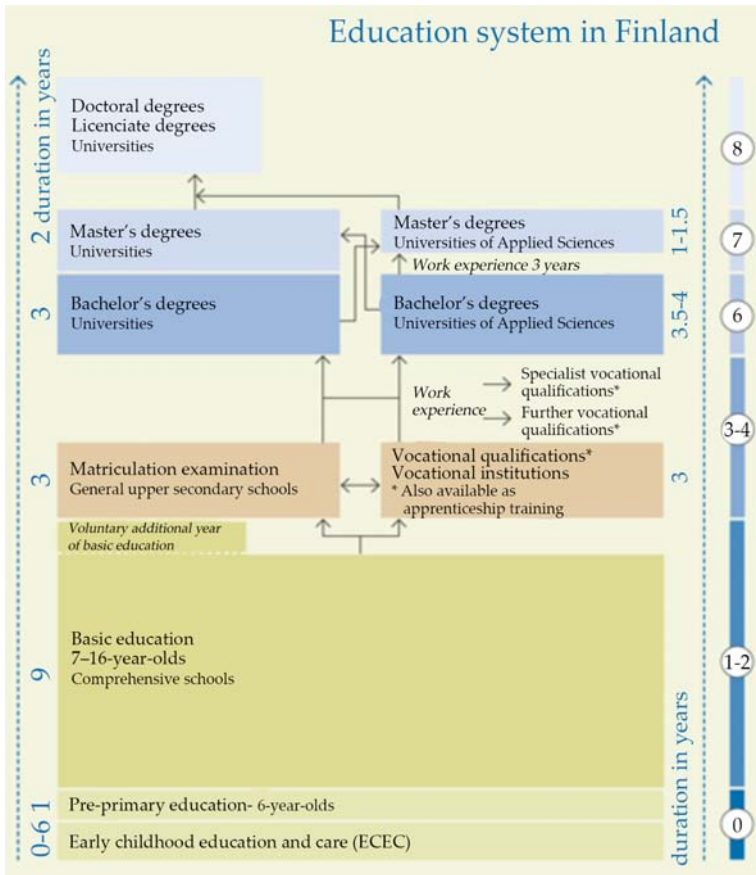 Education system in Finland
duration in years
Doctoral degrees
Licenciate degrees
Universities
8
2
Master's degrees
Universities
Master's degrees
Universities of Applied Sciences
1-1.5
7
Work experience 3 years
3
Bachelor's degrees
Universities
Bachelor's degrees
Universities of Applied Sciences
3.5-4
6
Work
experience
Specialist vocational
qualifications*
Further vocational
qualifications*
3-4
3
Matriculation examination
General upper secondary schools
Vocational qualifications*
Vocational institutions
* Also available as
apprenticeship training
3
Voluntary additional year
of basic education
9
Basic education
7–16-year-olds
Comprehensive schools
1-2
duration in years
1
Pre-primary education- 6-year-olds
0-6
Early childhood education and care (ECEC)
0